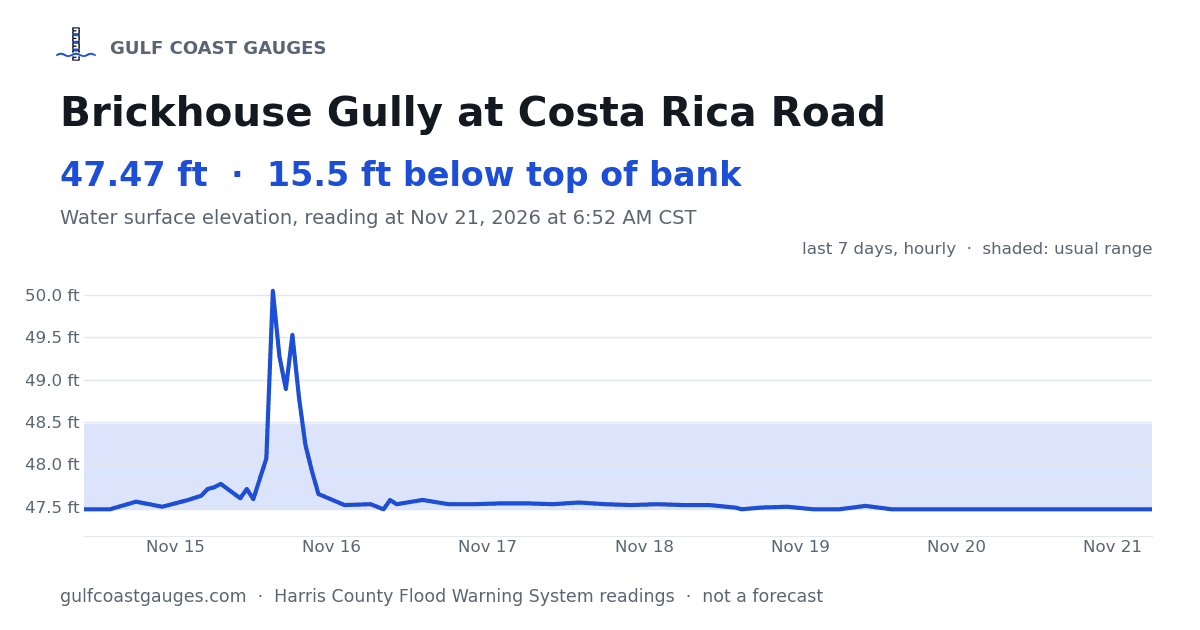 GULF COAST GAUGES
Brickhouse Gully at Costa Rica Road
47.47 ft · 15.5 ft below top of bank
Water surface elevation, reading at Nov 21, 2026 at 6:52 AM CST
last 7 days, hourly · shaded: usual range
50.0 ft
49.5 ft
49.0 ft
48.5 ft
48.0 ft
47.5 ft
Nov 15 Nov 16 Nov 17 Nov 18 Nov 19 Nov 20 Nov 21
gulfcoastgauges.com · Harris County Flood Warning System readings · not a forecast